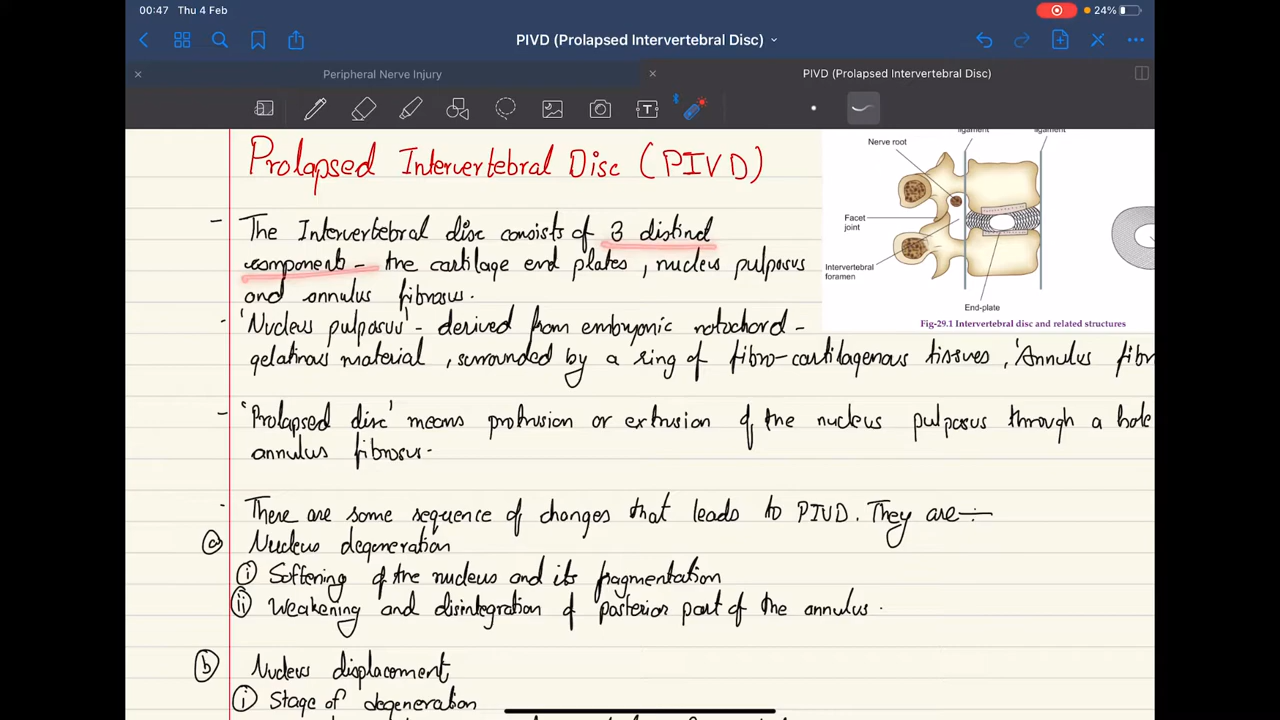 00:47 Thu 4 Feb
24%
PIVD (Prolapsed Intervertebral Disc)
Peripheral Nerve Injury
PIVD (Prolapsed Intervertebral Disc)
Prolapsed Intervertebral Disc (PIVD)
- The Intervertebral disc consists of 3 distinct
components - the cartilage end plates, nucleus pulposus
and annulus fibrosus.
- 'Nucleus pulposus' - derived from embryonic notochord -
gelatinous material, surrounded by a ring of fibro-cartilagenous tissues, 'Annulus fibr
- 'Prolapsed disc' means protrusion or extrusion of the nucleus pulposus through a hole
annulus fibrosus.
- There are some sequence of changes that leads to PIVD. They are :-
(a) Nucleus degeneration
(i) Softening of the nucleus and its fragmentation
(ii) Weakening and disintegration of posterior part of the annulus.
(b) Nucleus displacement
(i) Stage of degeneration
ligament
ligament
Nerve root
Facet
joint
Intervertebral
foramen
End-plate
Fig-29.1 Intervertebral disc and related structures